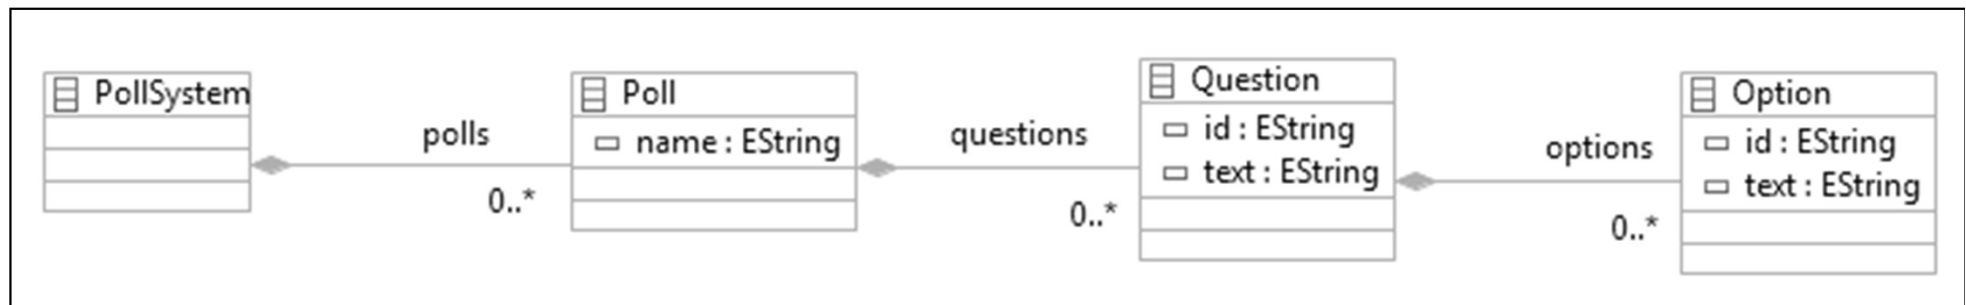 PollSystem
polls
0..*
Poll
name : EString
questions
0..*
Question
id : EString
text : EString
options
0..*
Option
id : EString
text : EString